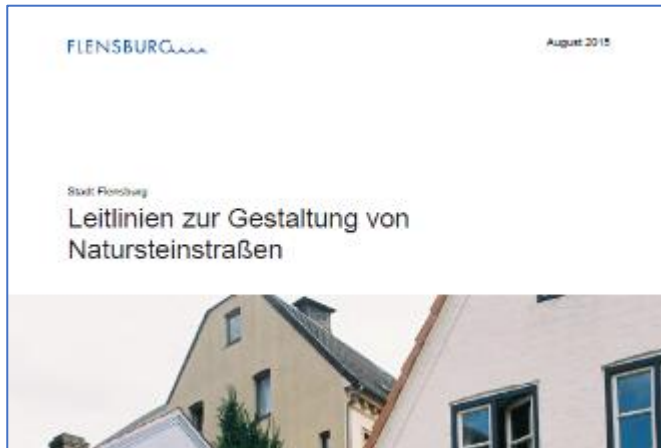 FLENSBURG
August 2015
Stadt Flensburg
Leitlinien zur Gestaltung von
Natursteinstraßen